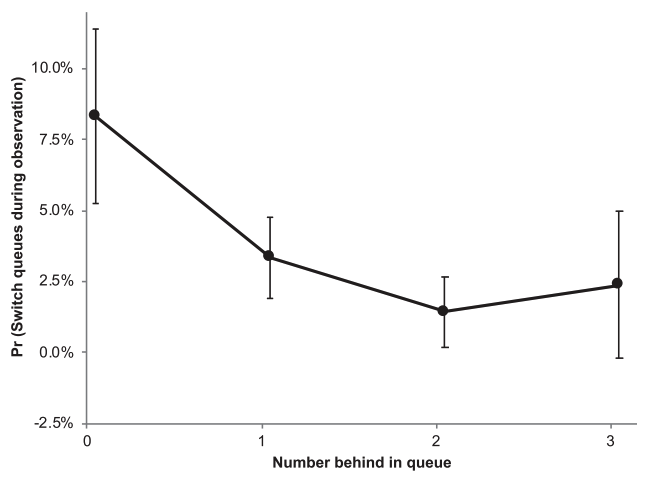 Pr (Switch queues during observation)
10.0%
7.5%
5.0%
2.5%
0.0%
-2.5%
0 1 2 3
Number behind in queue